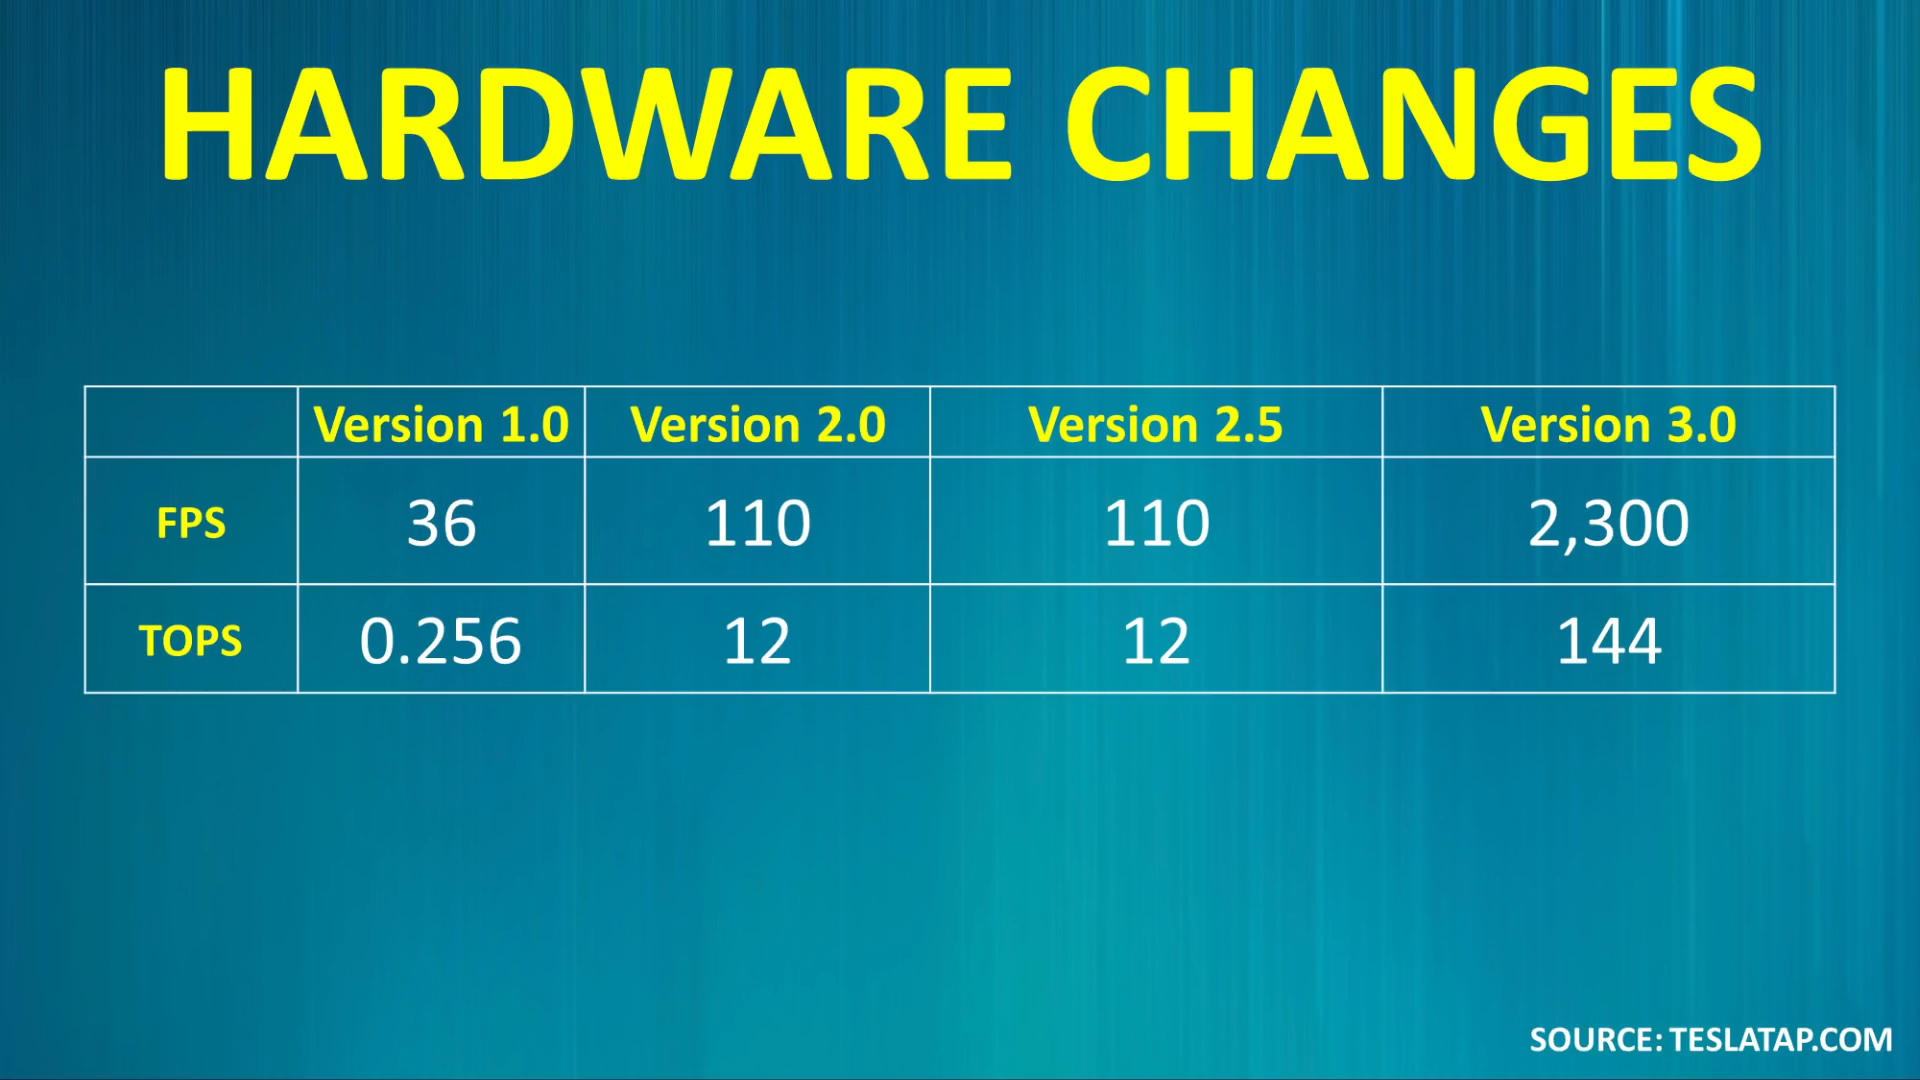 HARDWARE CHANGES
Version 1.0 Version 2.0 Version 2.5 Version 3.0
FPS 36 110 110 2,300
TOPS 0.256 12 12 144
SOURCE: TESLATAP.COM